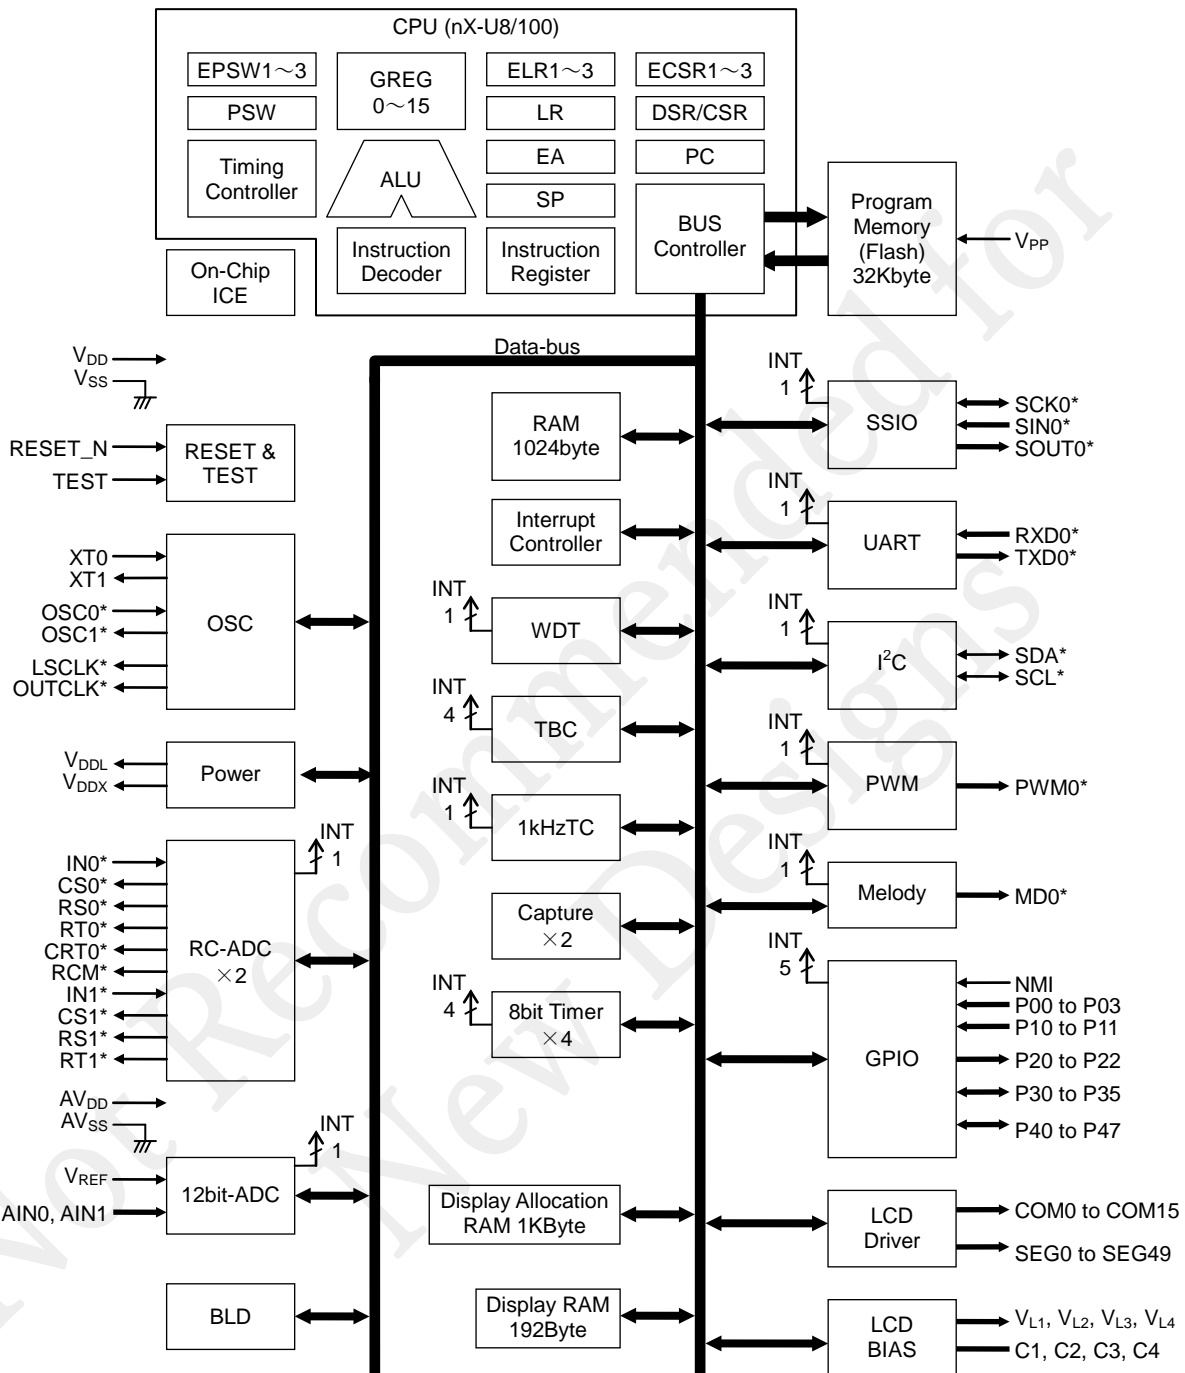 CPU (nX-U8/100)
EPSW1～3
GREG
0～15
ELR1～3
ECSR1～3
PSW
LR
DSR/CSR
Timing
Controller
ALU
EA
PC
SP
BUS
Controller
Program
Memory
(Flash)
32Kbyte
VPP
On-Chip
ICE
Instruction
Decoder
Instruction
Register
Data-bus
VDD
VSS
RESET_N
TEST
RESET &
TEST
XT0
XT1
OSC0*
OSC1*
LSCLK*
OUTCLK*
OSC
VDDL
VDDX
Power
IN0*
CS0*
RS0*
RT0*
CRT0*
RCM*
IN1*
CS1*
RS1*
RT1*
RC-ADC
×2
INT
1
AVDD
AVSS
VREF
AIN0, AIN1
12bit-ADC
INT
1
BLD
RAM
1024byte
Interrupt
Controller
INT
1
WDT
INT
4
TBC
INT
1
1kHzTC
Capture
×2
INT
4
8bit Timer
×4
Display Allocation
RAM 1KByte
Display RAM
192Byte
INT
1
SSIO
SCK0*
SIN0*
SOUT0*
INT
1
UART
RXD0*
TXD0*
INT
1
I2C
SDA*
SCL*
INT
1
PWM
PWM0*
INT
1
Melody
MD0*
INT
5
GPIO
NMI
P00 to P03
P10 to P11
P20 to P22
P30 to P35
P40 to P47
LCD
Driver
COM0 to COM15
SEG0 to SEG49
LCD
BIAS
VL1, VL2, VL3, VL4
C1, C2, C3, C4
Not Recommended for
New Designs